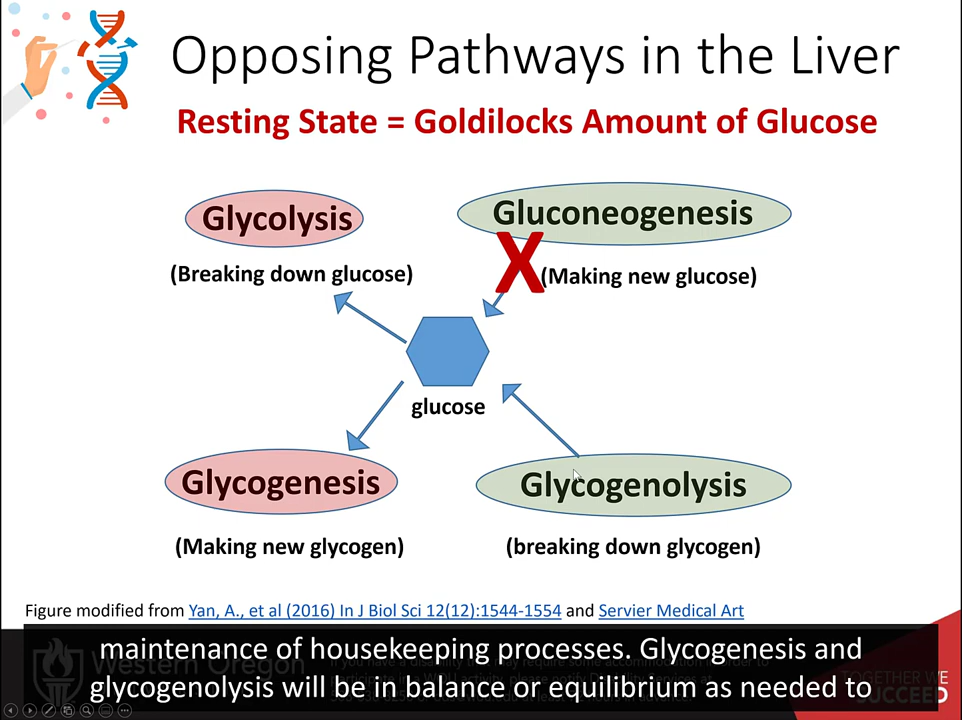 Opposing Pathways in the Liver
Resting State = Goldilocks Amount of Glucose
Glycolysis
Gluconeogenesis
X
(Breaking down glucose)
(Making new glucose)
glucose
Glycogenesis
Glycogenolysis
(Making new glycogen)
(breaking down glycogen)
Figure modified from Yan, A., et al (2016) In J Biol Sci 12(12):1544-1554 and Servier Medical Art
maintenance of housekeeping processes. Glycogenesis and
glycogenolysis will be in balance or equilibrium as needed to
Western Oregon
TOGETHER WE
SUCCEED